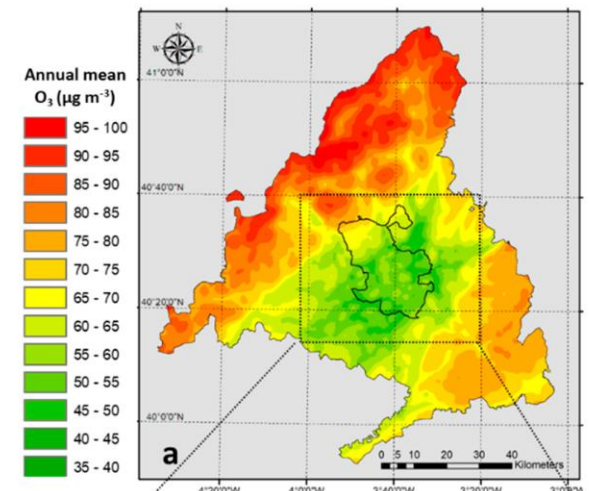 Annual mean
O₃ (µg m⁻³)
95 - 100
90 - 95
85 - 90
80 - 85
75 - 80
70 - 75
65 - 70
60 - 65
55 - 60
50 - 55
45 - 50
40 - 45
35 - 40
N
W E
41°0'0"N
40°40'0"N
40°20'0"N
40°0'0"N
a
0 5 10 20 30 40
Kilometers